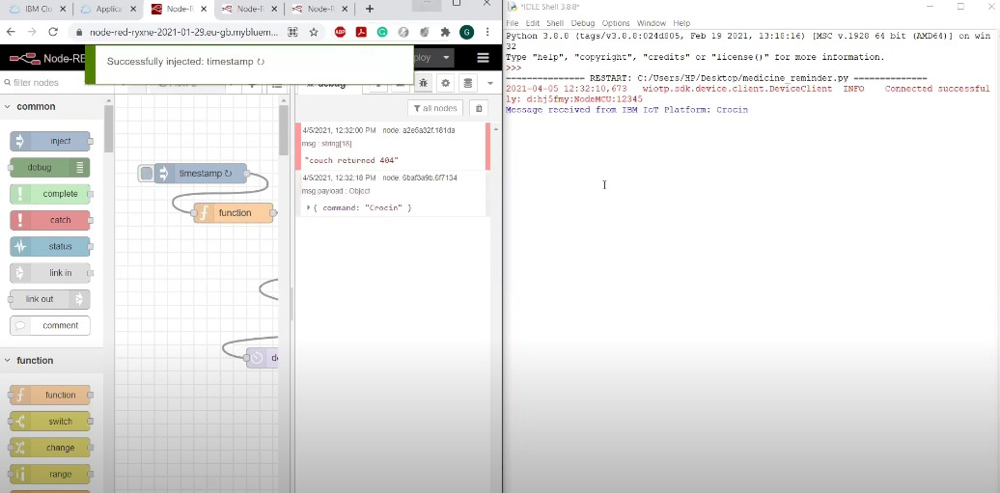 IBM Clo
Applica
Node-R
Node-R
Node-R
node-red-ryxne-2021-01-29.eu-gb.mybluem...
ABP
G
Node-RE
Successfully injected: timestamp ↻
ploy
filter nodes
debug
common
all nodes
inject
debug
complete
catch
status
link in
link out
comment
function
function
switch
change
range
timestamp ↻
function
de
4/5/2021, 12:32:00 PM node: a2e5a32f.181da
msg : string[18]
"couch returned 404"
4/5/2021, 12:32:18 PM node: 6baf3a9b.6f7134
msg.payload : Object
{ command: "Crocin" }
*IDLE Shell 3.8.8*
File Edit Shell Debug Options Window Help
Python 3.8.8 (tags/v3.8.8:024d805, Feb 19 2021, 13:18:16) [MSC v.1928 64 bit (AMD64)] on win
32
Type "help", "copyright", "credits" or "license()" for more information.
>>>
=============== RESTART: C:/Users/HP/Desktop/medicine_reminder.py ==============
2021-04-05 12:32:10,673 wiotp.sdk.device.client.DeviceClient INFO Connected successful
ly: d:hj5fmy:NodeMCU:12345
Message received from IBM IoT Platform: Crocin